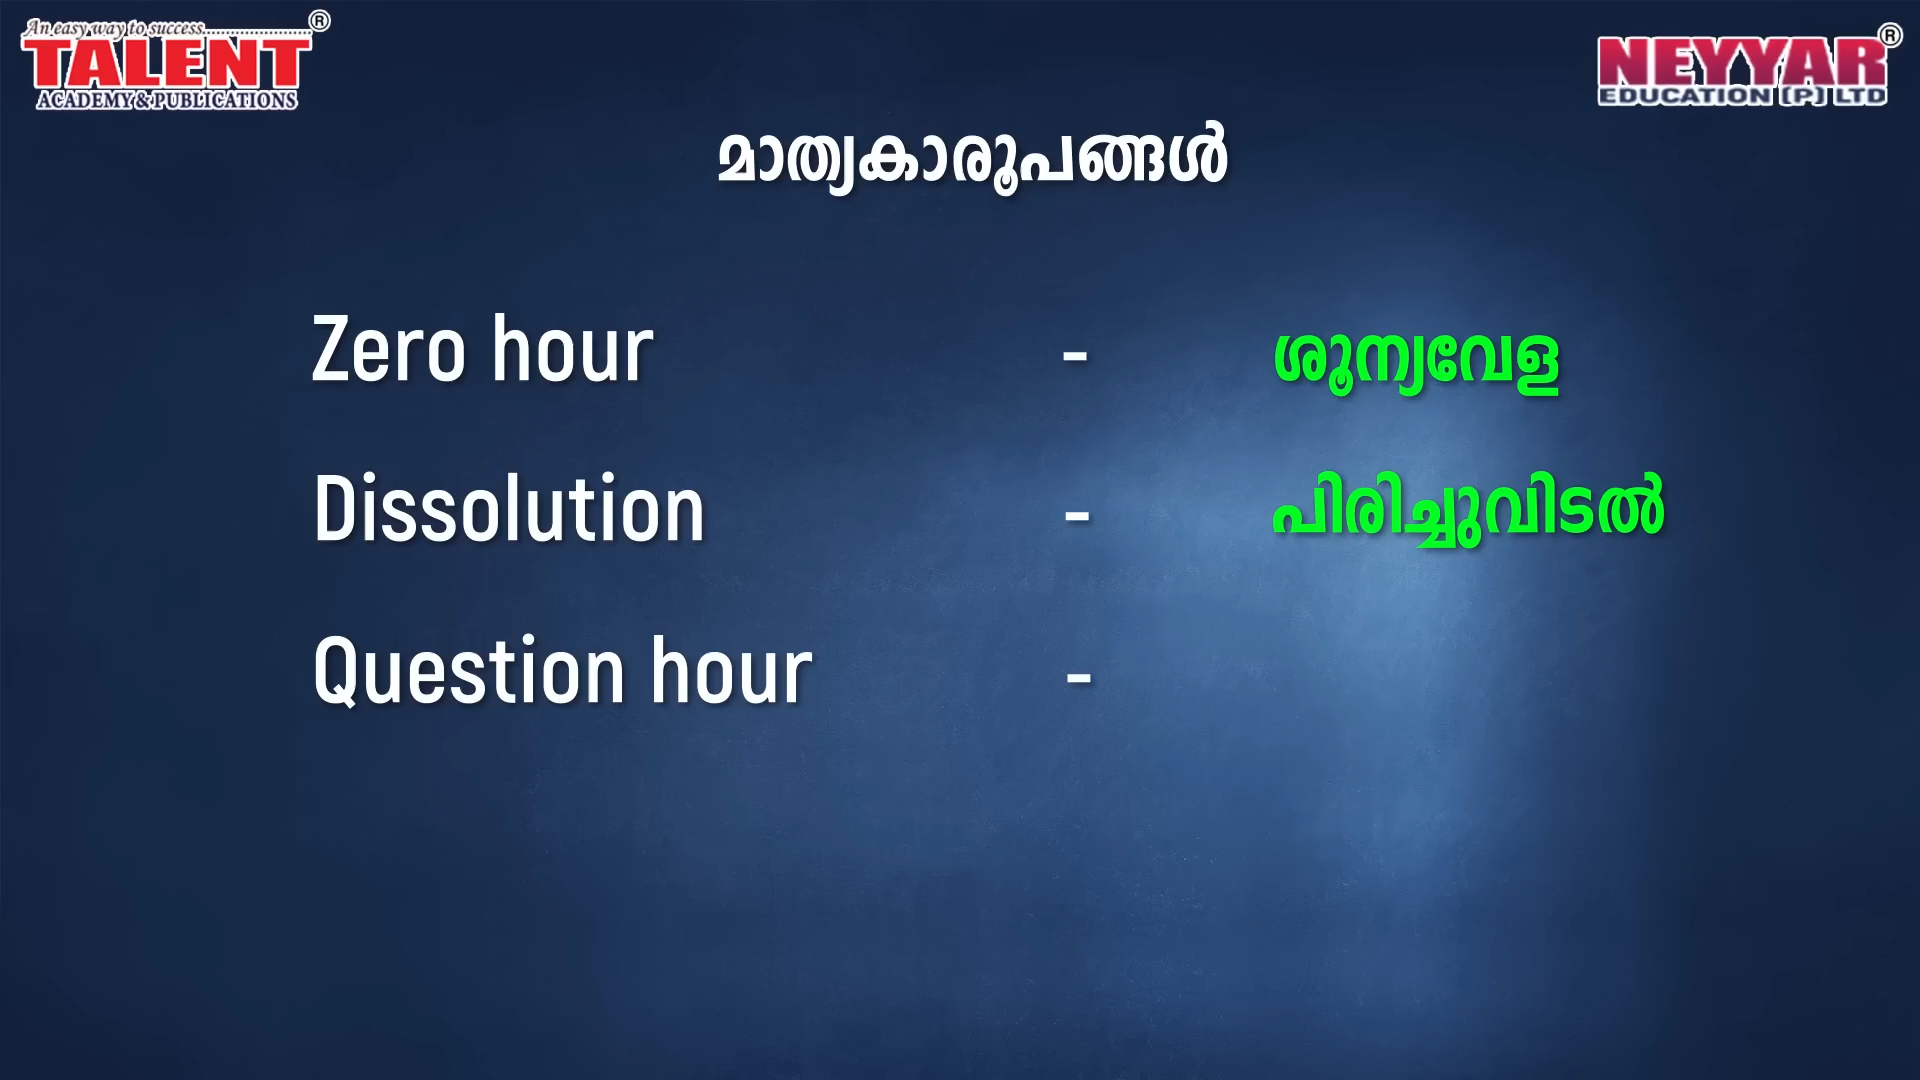 An easy way to success........................
TALENT®
ACADEMY & PUBLICATIONS
NEYYAR®
EDUCATION (P) LTD
മാത്യകാരൂപങ്ങൾ
Zero hour - ശൂന്യവേള
Dissolution - പിരിച്ചുവിടൽ
Question hour -